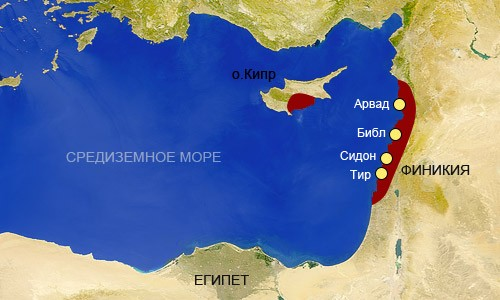 о.Кипр
Арвад
Библ
Сидон
СРЕДИЗЕМНОЕ МОРЕ
Тир
ФИНИКИЯ
ЕГИПЕТ